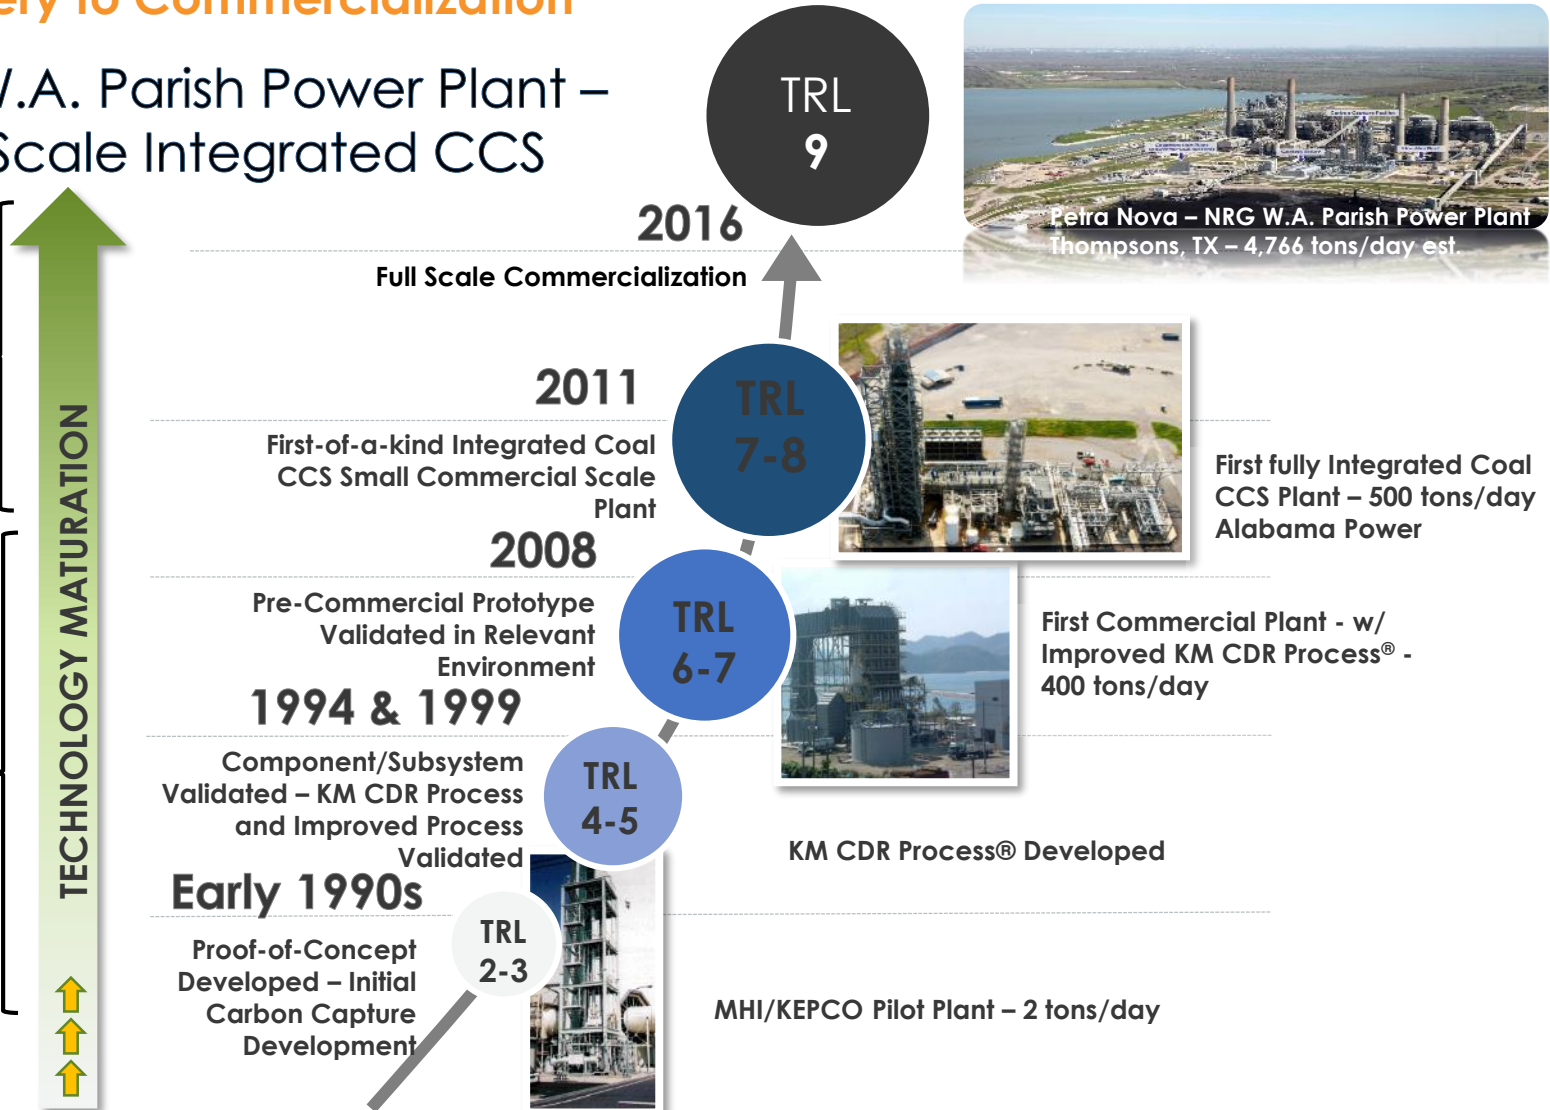 ery to Commercialization
W.A. Parish Power Plant –
Scale Integrated CCS
TRL
9
Petra Nova – NRG W.A. Parish Power Plant
Thompsons, TX – 4,766 tons/day est.
2016
Full Scale Commercialization
TECHNOLOGY MATURATION
2011
First-of-a-kind Integrated Coal
CCS Small Commercial Scale
Plant
TRL
7-8
First fully Integrated Coal
CCS Plant – 500 tons/day
Alabama Power
2008
Pre-Commercial Prototype
Validated in Relevant
Environment
TRL
6-7
First Commercial Plant - w/
Improved KM CDR Process® -
400 tons/day
1994 & 1999
Component/Subsystem
Validated – KM CDR Process
and Improved Process
Validated
TRL
4-5
KM CDR Process® Developed
Early 1990s
Proof-of-Concept
Developed – Initial
Carbon Capture
Development
TRL
2-3
MHI/KEPCO Pilot Plant – 2 tons/day